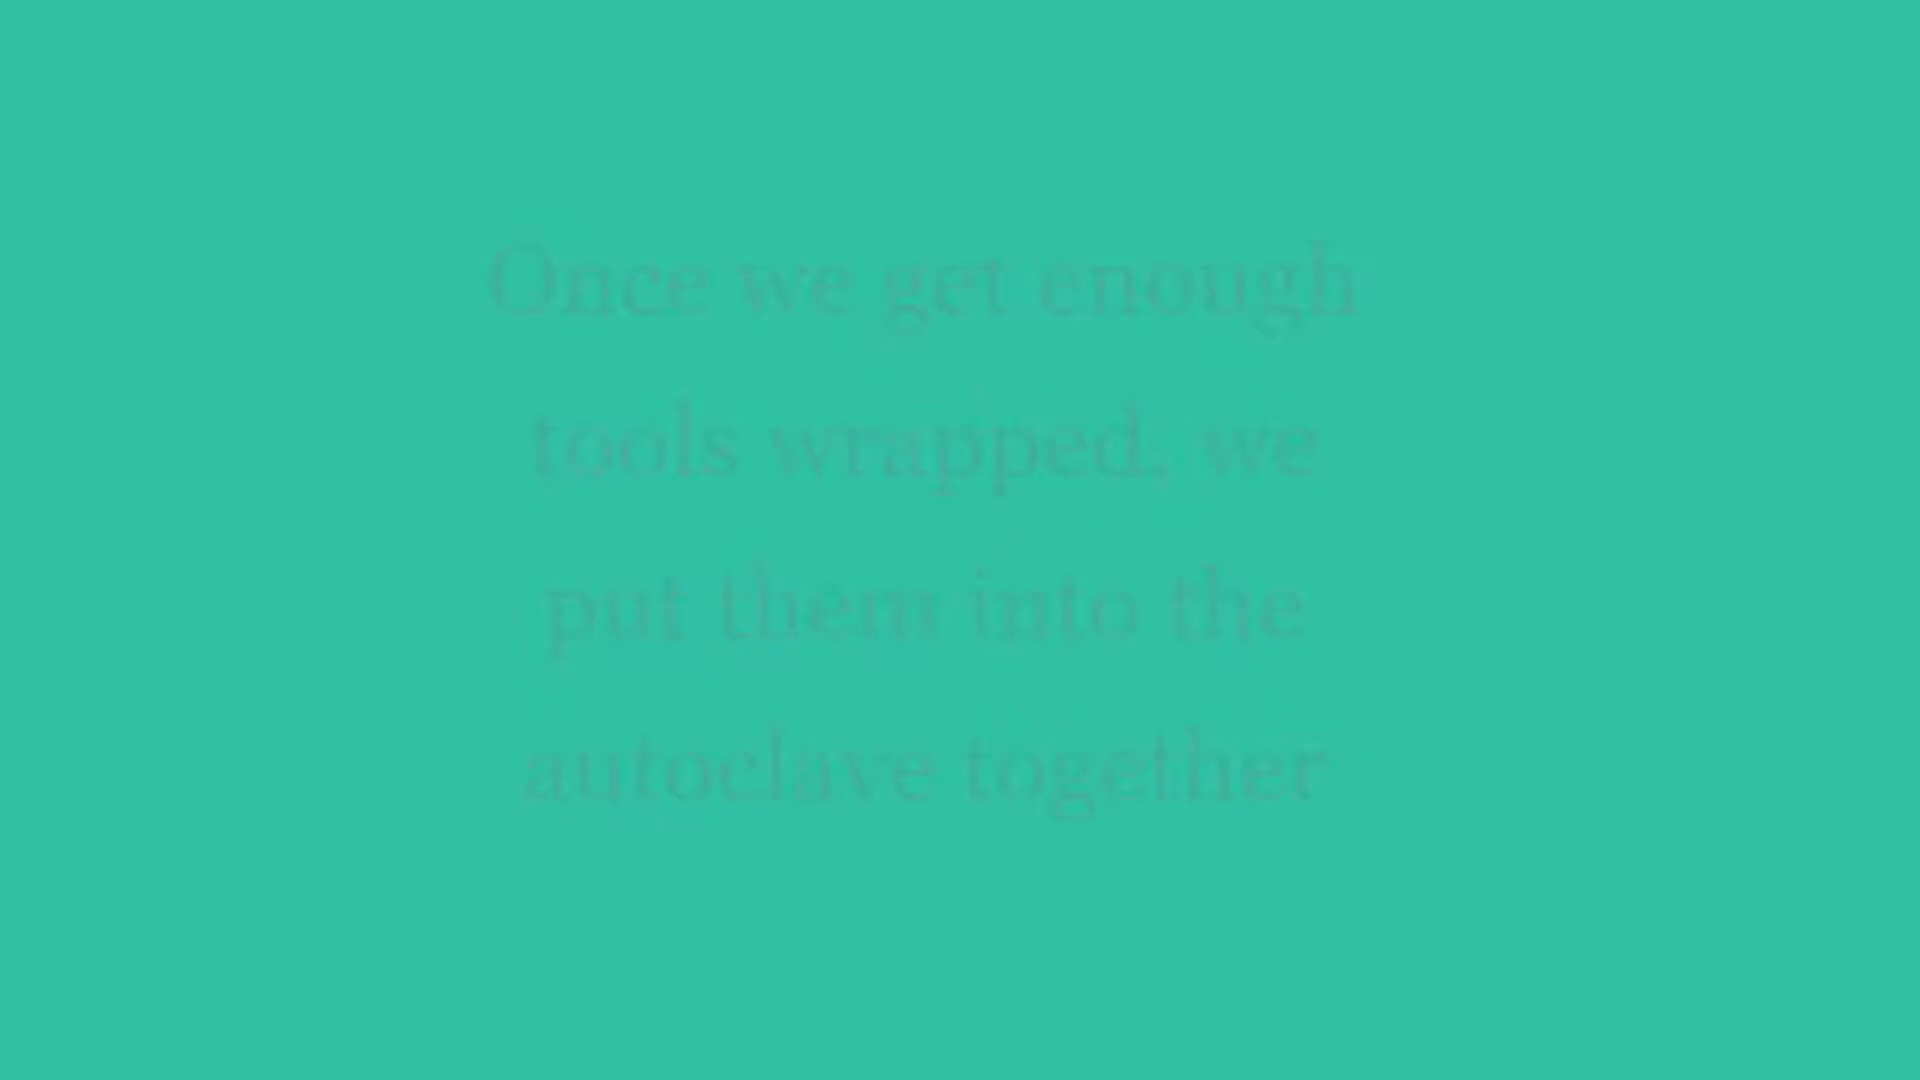 Once we get enough
tools wrapped, we
put them into the
autoclave together